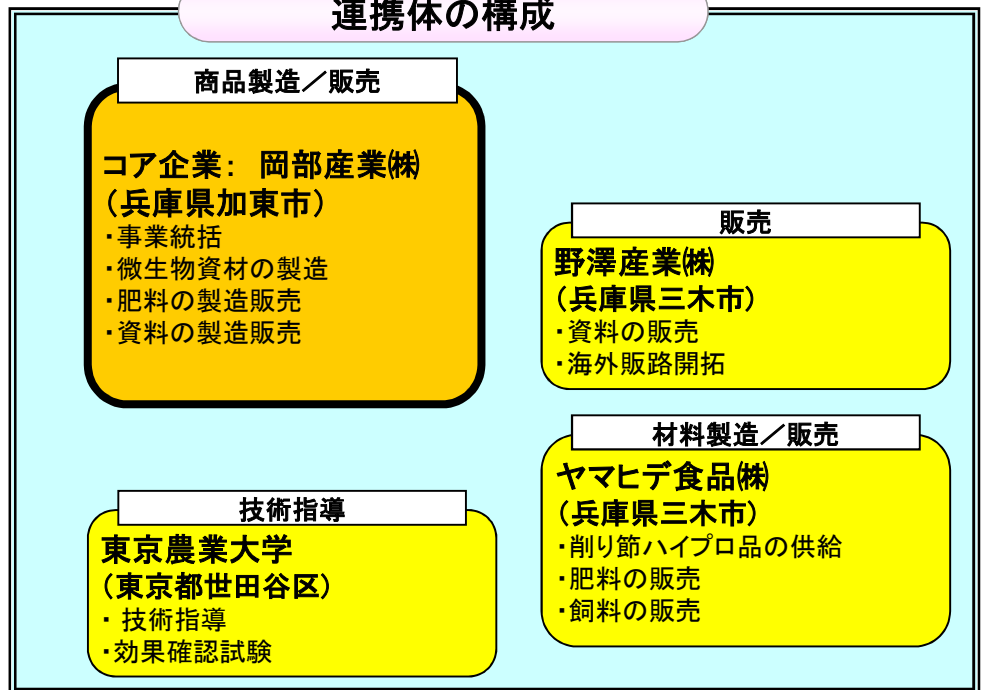 連携体の構成
商品製造／販売
コア企業： 岡部産業㈱
（兵庫県加東市）
・事業統括
・微生物資材の製造
・肥料の製造販売
・資料の製造販売
販売
野澤産業㈱
（兵庫県三木市）
・資料の販売
・海外販路開拓
材料製造／販売
ヤマヒデ食品㈱
（兵庫県三木市）
・削り節ハイプロ品の供給
・肥料の販売
・飼料の販売
技術指導
東京農業大学
（東京都世田谷区）
・ 技術指導
・効果確認試験